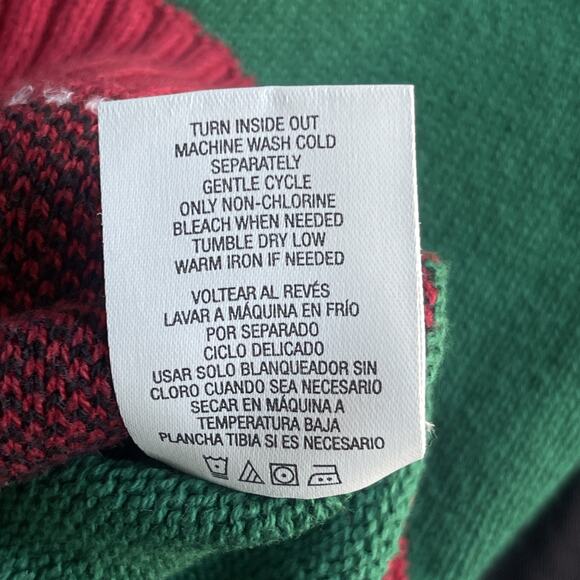 TURN INSIDE OUT
MACHINE WASH COLD
SEPARATELY
GENTLE CYCLE
ONLY NON-CHLORINE
BLEACH WHEN NEEDED
TUMBLE DRY LOW
WARM IRON IF NEEDED
VOLTEAR AL REVÉS
LAVAR A MÁQUINA EN FRÍO
POR SEPARADO
CICLO DELICADO
USAR SOLO BLANQUEADOR SIN
CLORO CUANDO SEA NECESARIO
SECAR EN MÁQUINA A
TEMPERATURA BAJA
PLANCHA TIBIA SI ES NECESARIO